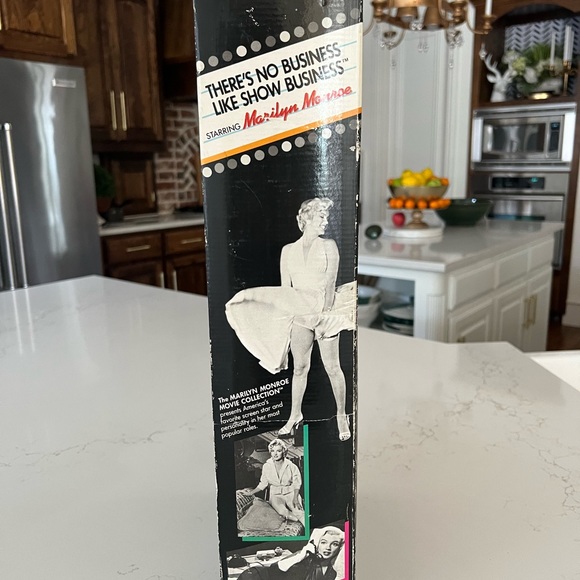 THERE'S NO BUSINESS
LIKE SHOW BUSINESS™
STARRING Marilyn Monroe
The MARILYN MONROE
MOVIE COLLECTION™
presents America's
favorite screen star and
personality in her most
popular roles.